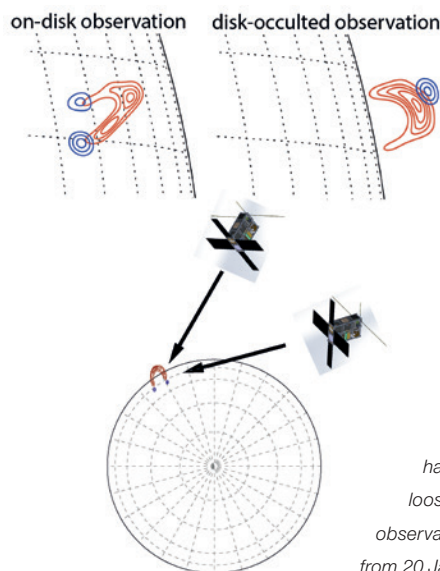 on-disk observation
disk-occulted observation
ha
loos
observa
from 20 Ja